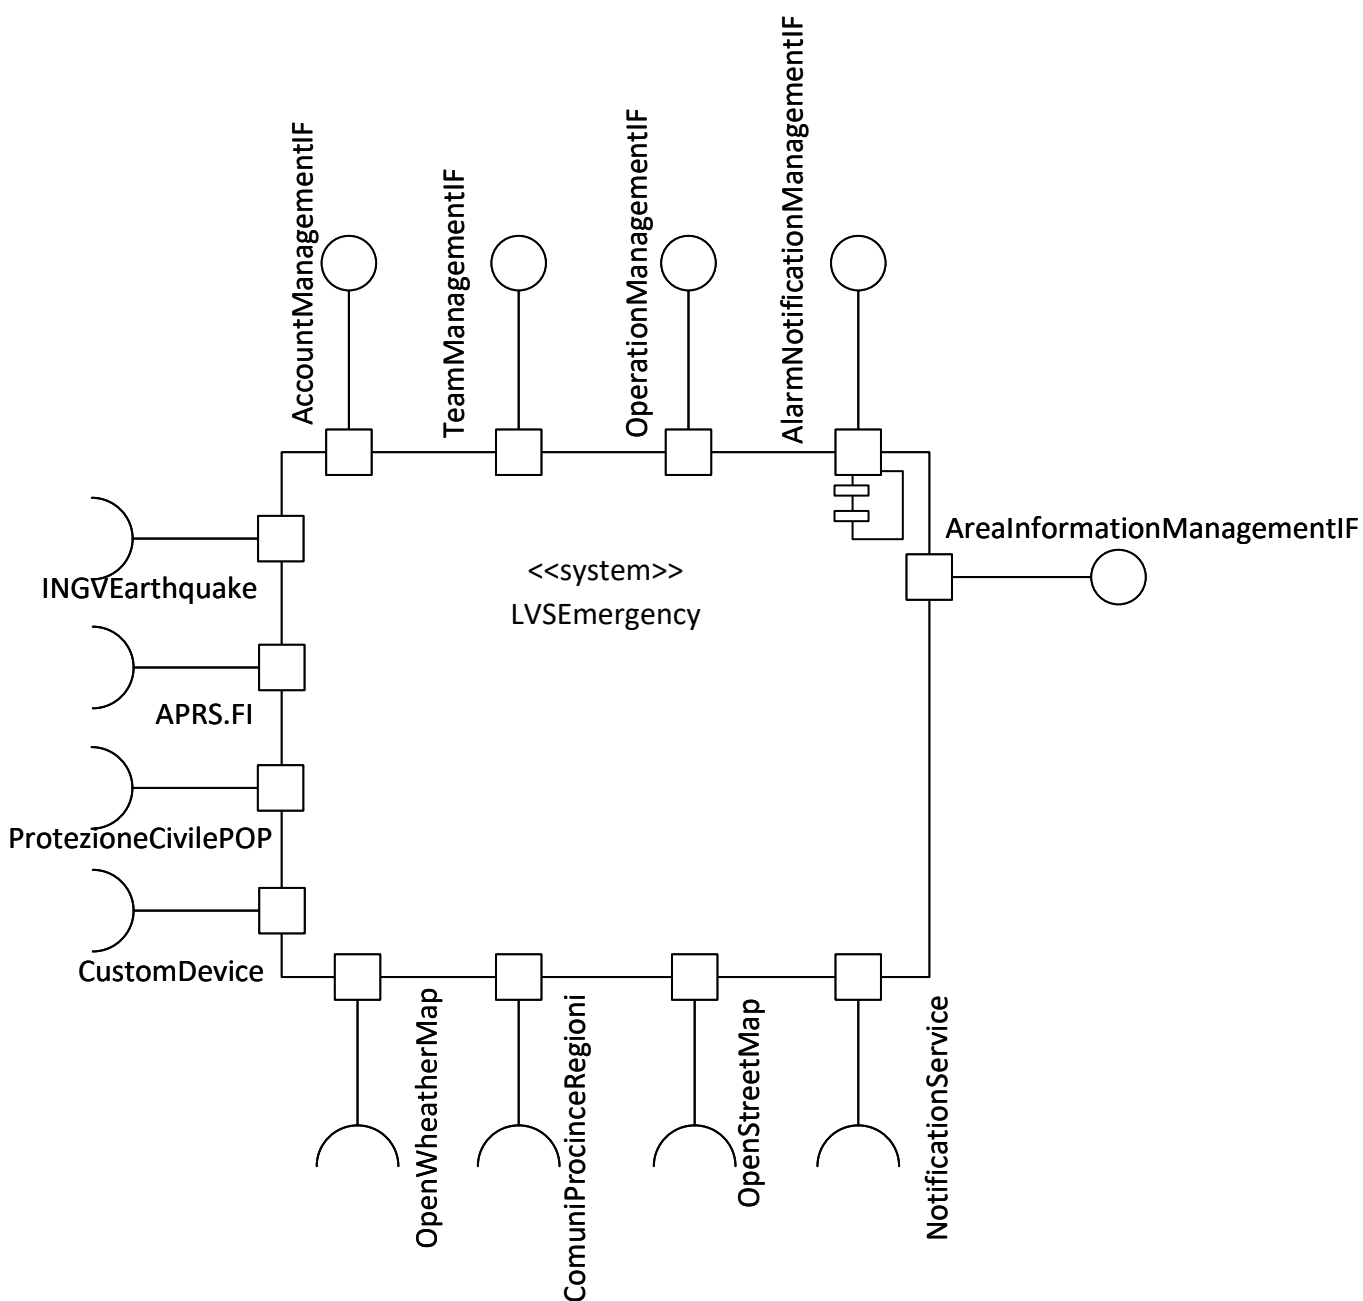 AccountManagementIF
TeamManagementIF
OperationManagementIF
AlarmNotificationManagementIF
AreaInformationManagementIF
<<system>>
LVSEmergency
INGVEarthquake
APRS.FI
ProtezioneCivilePOP
CustomDevice
OpenWheatherMap
ComuniProcinceRegioni
OpenStreetMap
NotificationService